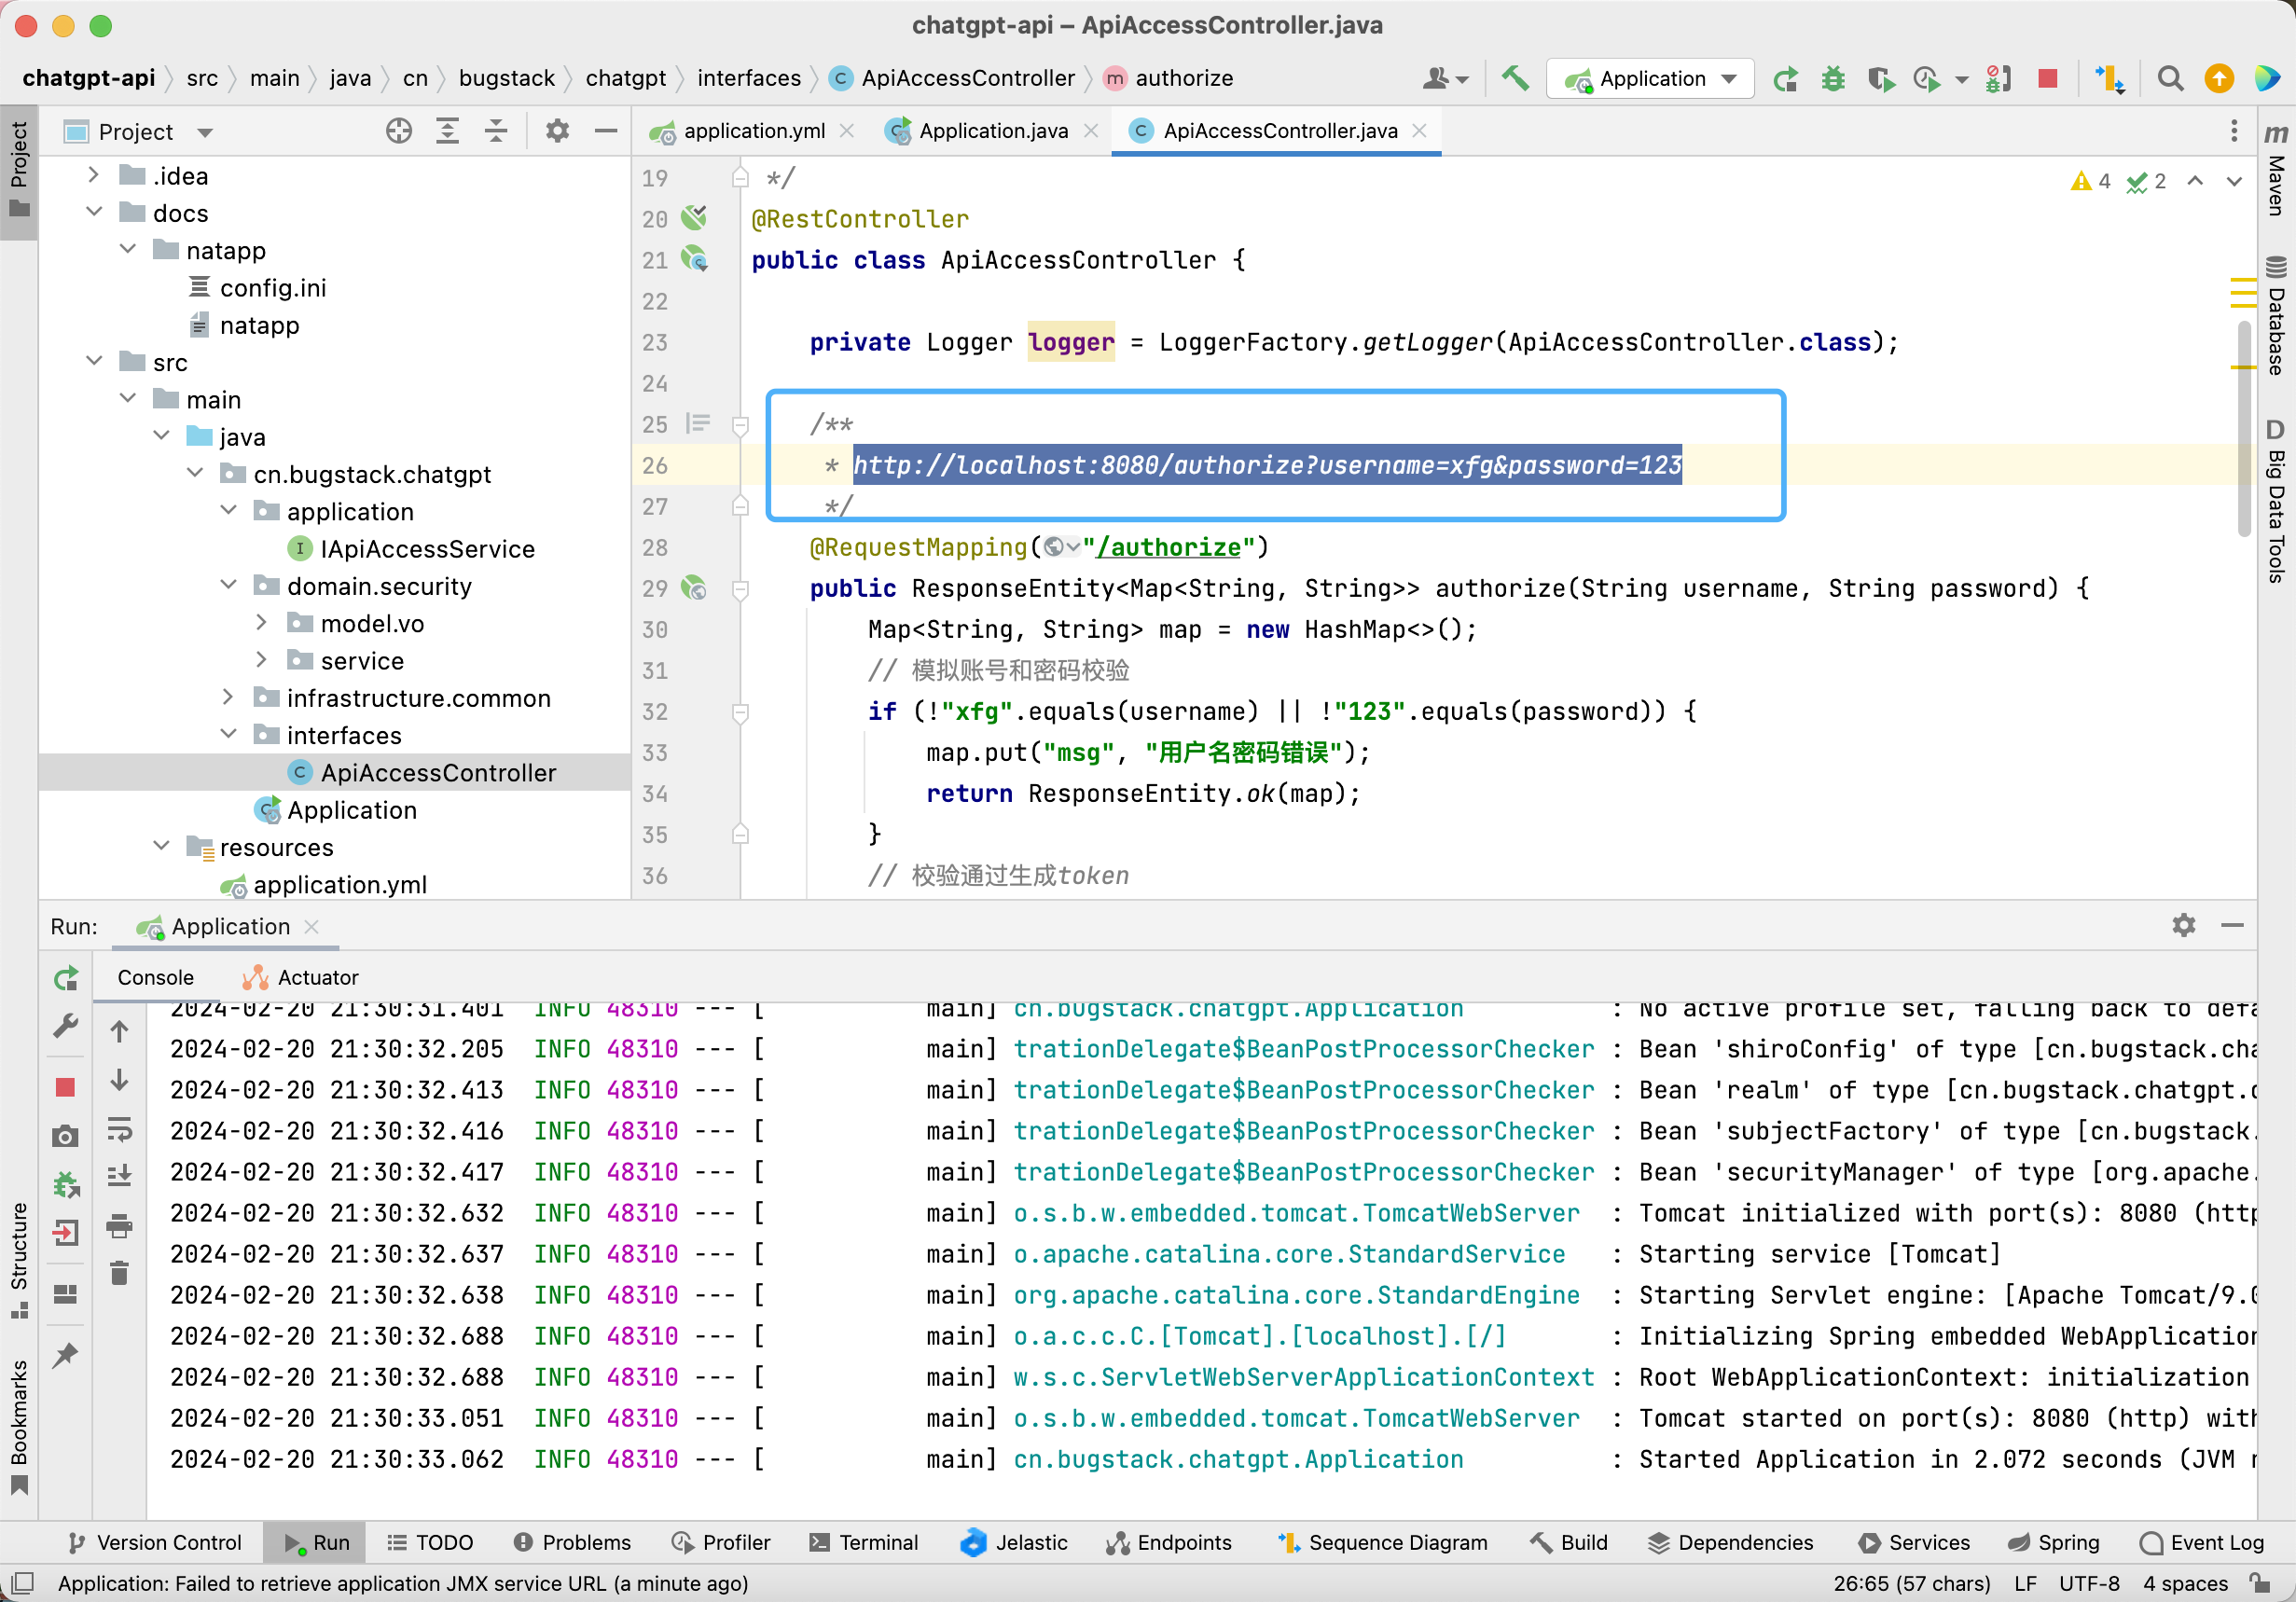 chatgpt-api – ApiAccessController.java
chatgpt-api src main java cn bugstack chatgpt interfaces ApiAccessController authorize
Application
Project
application.yml Application.java ApiAccessController.java
Project
.idea
docs
natapp
config.ini
natapp
src
main
java
cn.bugstack.chatgpt
application
IApiAccessService
domain.security
model.vo
service
infrastructure.common
interfaces
ApiAccessController
Application
resources
application.yml
4 2
19 */
20 @RestController
21 public class ApiAccessController {
22
23 private Logger logger = LoggerFactory.getLogger(ApiAccessController.class);
24
25 /**
26 * http://localhost:8080/authorize?username=xfg&password=123
27 */
28 @RequestMapping("/authorize")
29 public ResponseEntity<Map<String, String>> authorize(String username, String password) {
30 Map<String, String> map = new HashMap<>();
31 // 模拟账号和密码校验
32 if (!"xfg".equals(username) || !"123".equals(password)) {
33 map.put("msg", "用户名密码错误");
34 return ResponseEntity.ok(map);
35 }
36 // 校验通过生成token
Maven
Database
D Big Data Tools
Run: Application
Console Actuator
2024-02-20 21:30:31.401 INFO 48310 --- [ main] cn.bugstack.chatgpt.Application : No active profile set, falling back to defa
2024-02-20 21:30:32.205 INFO 48310 --- [ main] trationDelegate$BeanPostProcessorChecker : Bean 'shiroConfig' of type [cn.bugstack.cha
2024-02-20 21:30:32.413 INFO 48310 --- [ main] trationDelegate$BeanPostProcessorChecker : Bean 'realm' of type [cn.bugstack.chatgpt.d
2024-02-20 21:30:32.416 INFO 48310 --- [ main] trationDelegate$BeanPostProcessorChecker : Bean 'subjectFactory' of type [cn.bugstack.
2024-02-20 21:30:32.417 INFO 48310 --- [ main] trationDelegate$BeanPostProcessorChecker : Bean 'securityManager' of type [org.apache.
2024-02-20 21:30:32.632 INFO 48310 --- [ main] o.s.b.w.embedded.tomcat.TomcatWebServer : Tomcat initialized with port(s): 8080 (http
2024-02-20 21:30:32.637 INFO 48310 --- [ main] o.apache.catalina.core.StandardService : Starting service [Tomcat]
2024-02-20 21:30:32.638 INFO 48310 --- [ main] org.apache.catalina.core.StandardEngine : Starting Servlet engine: [Apache Tomcat/9.0
2024-02-20 21:30:32.688 INFO 48310 --- [ main] o.a.c.c.C.[Tomcat].[localhost].[/] : Initializing Spring embedded WebApplication
2024-02-20 21:30:32.688 INFO 48310 --- [ main] w.s.c.ServletWebServerApplicationContext : Root WebApplicationContext: initialization
2024-02-20 21:30:33.051 INFO 48310 --- [ main] o.s.b.w.embedded.tomcat.TomcatWebServer : Tomcat started on port(s): 8080 (http) with
2024-02-20 21:30:33.062 INFO 48310 --- [ main] cn.bugstack.chatgpt.Application : Started Application in 2.072 seconds (JVM r
Structure
Bookmarks
Version Control Run TODO Problems Profiler Terminal Jelastic Endpoints Sequence Diagram Build Dependencies Services Spring Event Log
Application: Failed to retrieve application JMX service URL (a minute ago) 26:65 (57 chars) LF UTF-8 4 spaces